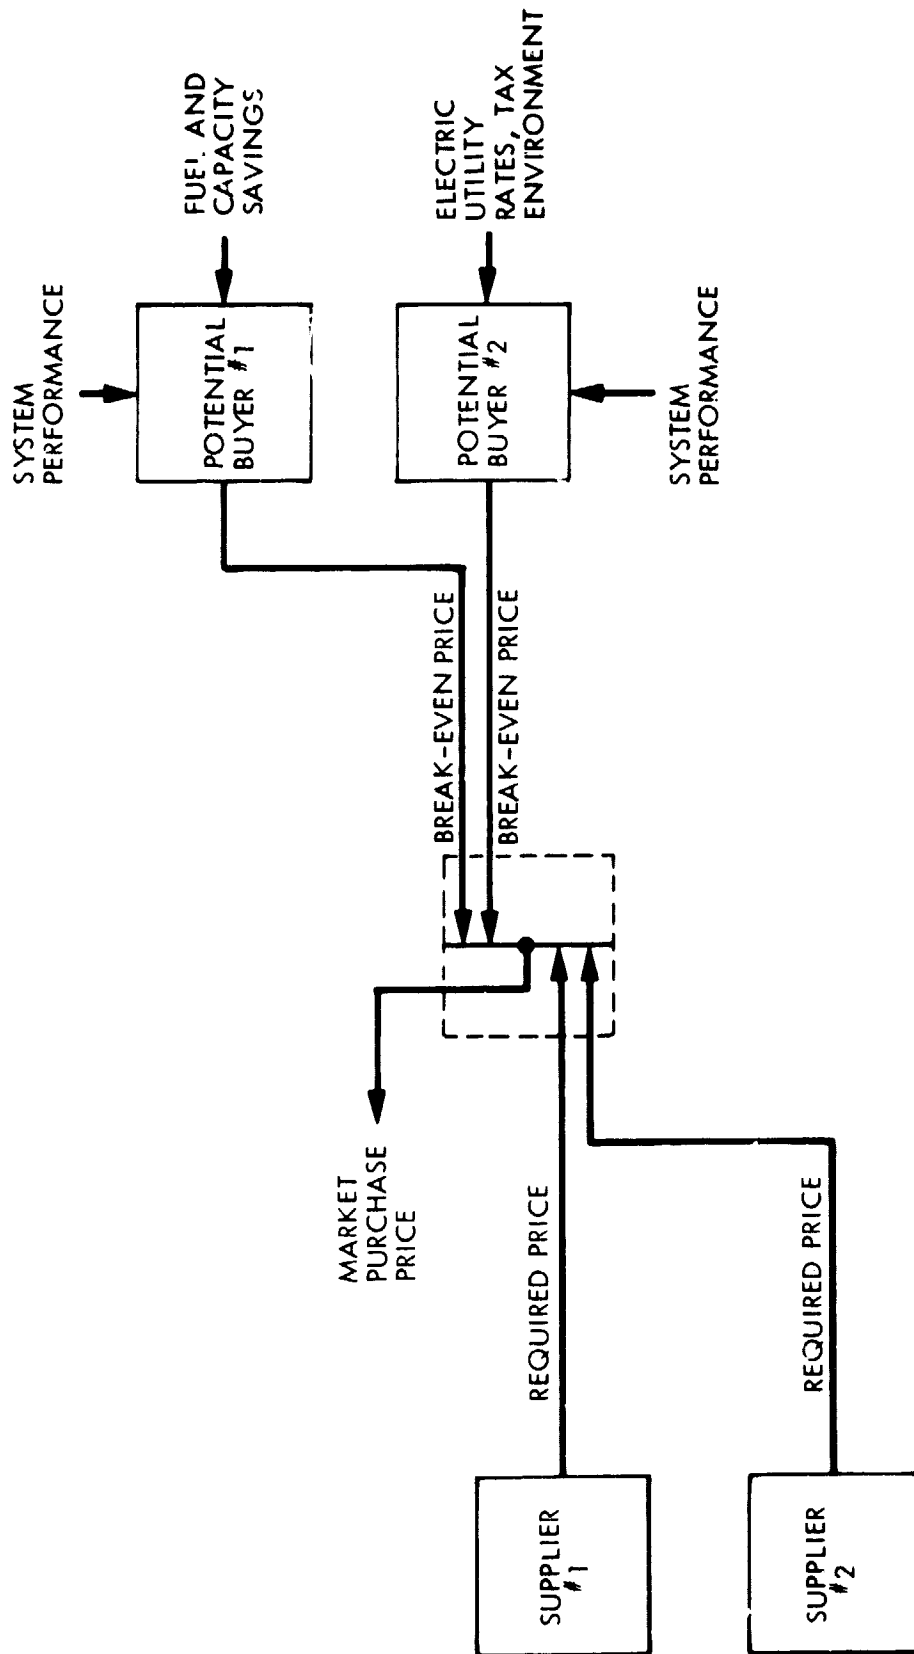 SYSTEM
PERFORMANCE
FUEL AND
CAPACITY
SAVINGS
POTENTIAL
BUYER #1
MARKET
PURCHASE
PRICE
BREAK-EVEN PRICE
BREAK-EVEN PRICE
POTENTIAL
BUYER #2
ELECTRIC
UTILITY
RATES, TAX
ENVIRONMENT
SYSTEM
PERFORMANCE
SUPPLIER
#1
REQUIRED PRICE
SUPPLIER
#2
REQUIRED PRICE